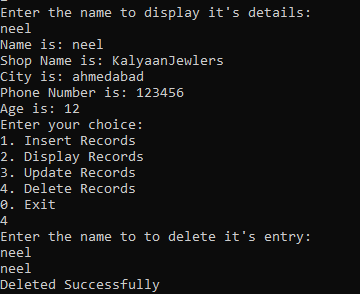 Enter the name to display it's details:
neel
Name is: neel
Shop Name is: KalyaanJewlers
City is: ahmedabad
Phone Number is: 123456
Age is: 12
Enter your choice:
1. Insert Records
2. Display Records
3. Update Records
4. Delete Records
0. Exit
4
Enter the name to to delete it's entry:
neel
neel
Deleted Successfully